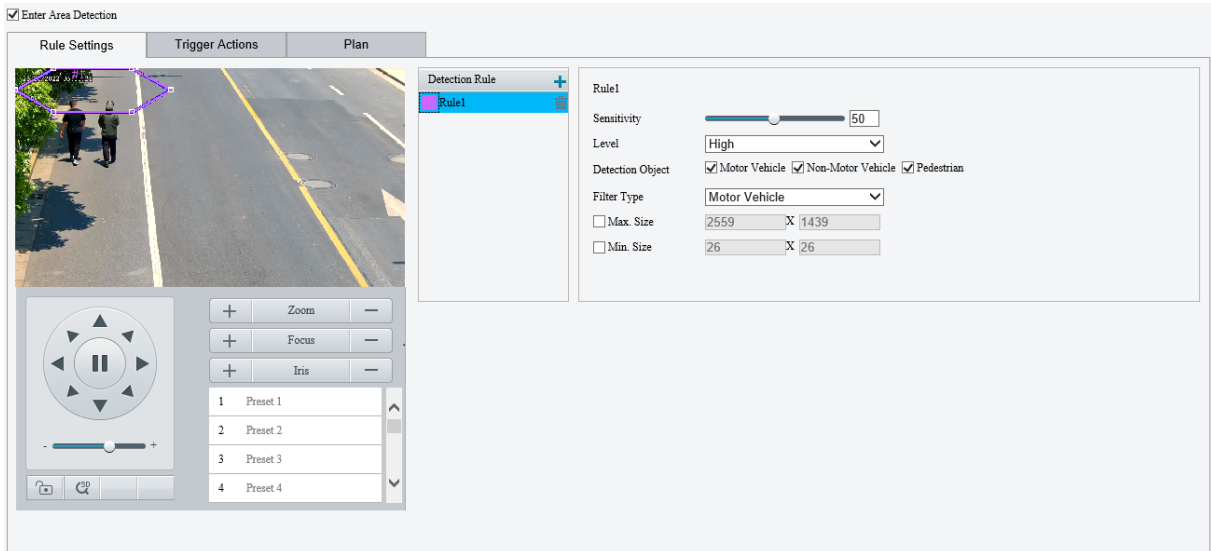 Enter Area Detection
Rule Settings
Trigger Actions
Plan
Detection Rule
Rule1
Rule1
Sensitivity
50
Level
High
Detection Object
Motor Vehicle
Non-Motor Vehicle
Pedestrian
Filter Type
Motor Vehicle
Max. Size
2559
X
1439
Min. Size
26
X
26
Zoom
Focus
Iris
1 Preset 1
2 Preset 2
3 Preset 3
4 Preset 4
- +
3D